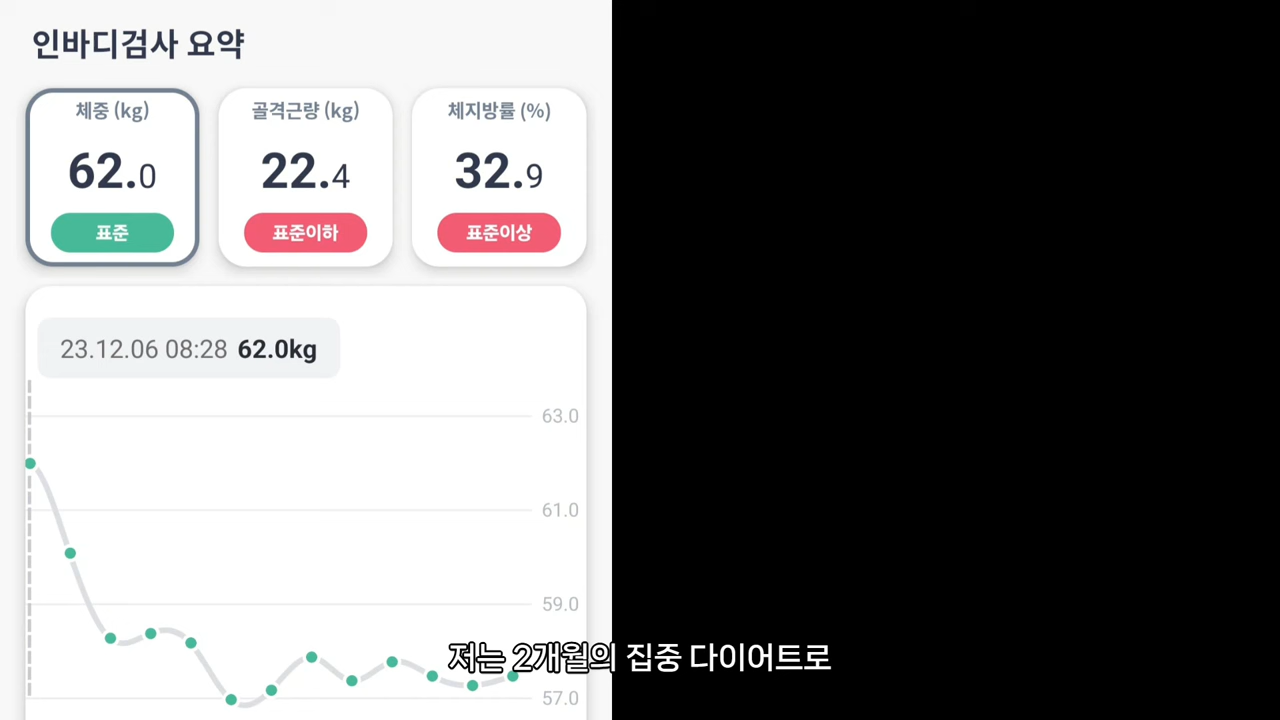 인바디검사 요약
체중 (kg)
62.0
표준
골격근량 (kg)
22.4
표준이하
체지방률 (%)
32.9
표준이상
23.12.06 08:28 62.0kg
63.0
61.0
59.0
57.0
저는 2개월의 집중 다이어트로